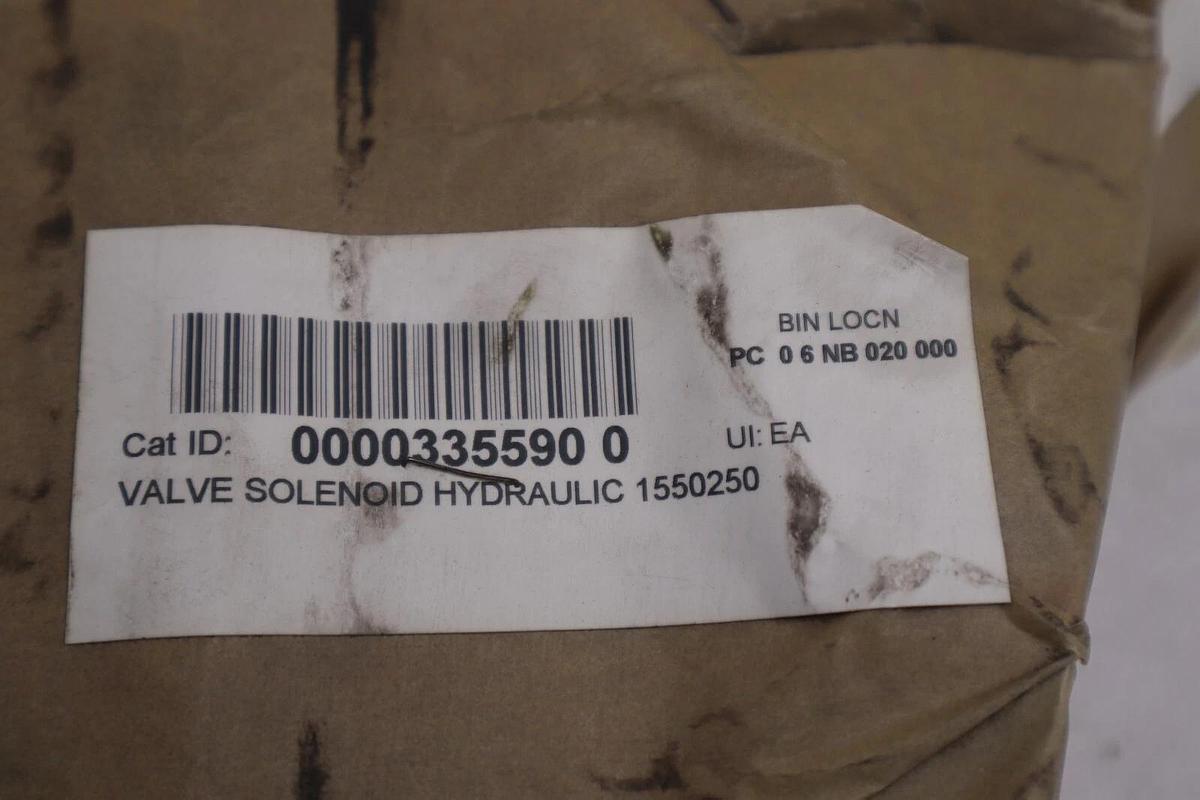 BIN LOCN
PC 0 6 NB 020 000
Cat ID: 0000335590 0
UI: EA
VALVE SOLENOID HYDRAULIC 1550250